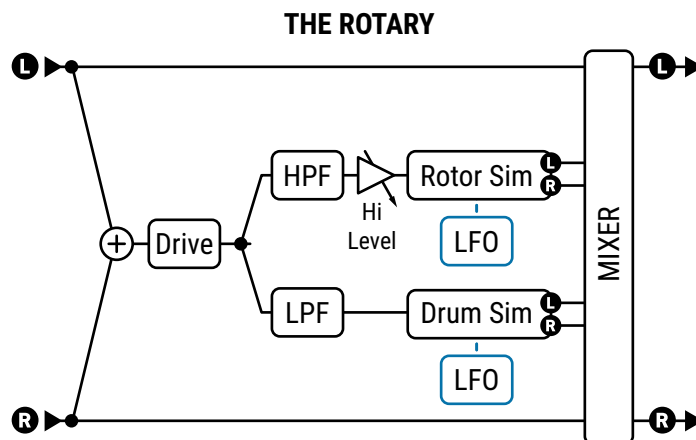 THE ROTARY
L
L
HPF
Hi
Level
Rotor Sim
L
R
LFO
+
Drive
MIXER
LPF
Drum Sim
L
R
LFO
R
R